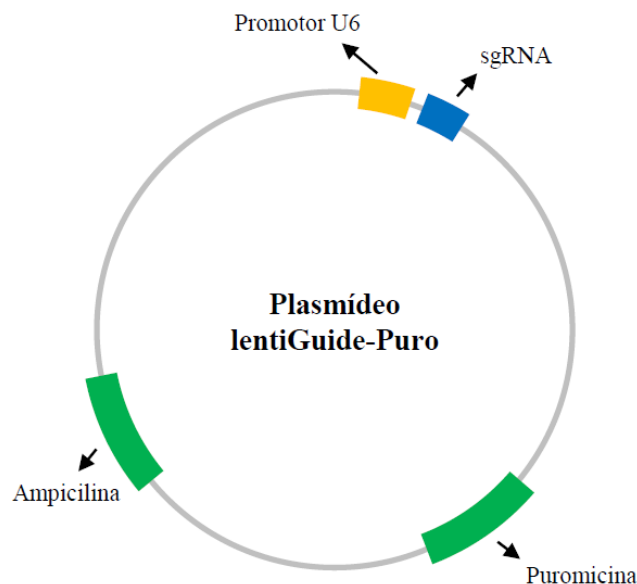 Promotor U6
sgRNA
Plasmídeo
lentiGuide-Puro
Ampicilina
Puromicina